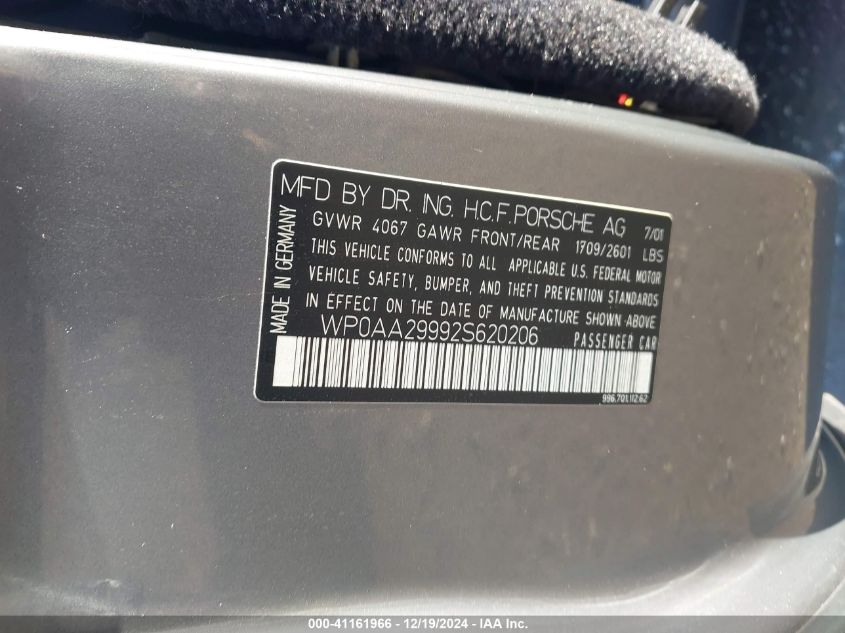 MFD BY DR. ING. H.C.F.PORSCHE AG 7/01
GVWR 4067 GAWR FRONT/REAR 1709/2601 LBS
THIS VEHICLE CONFORMS TO ALL APPLICABLE U.S. FEDERAL MOTOR
VEHICLE SAFETY, BUMPER, AND THEFT PREVENTION STANDARDS
IN EFFECT ON THE DATE OF MANUFACTURE SHOWN ABOVE
WP0AA29992S620206 PASSENGER CAR
996.701.112.62
MADE IN GERMANY
000-41161966 - 12/19/2024 - IAA Inc.